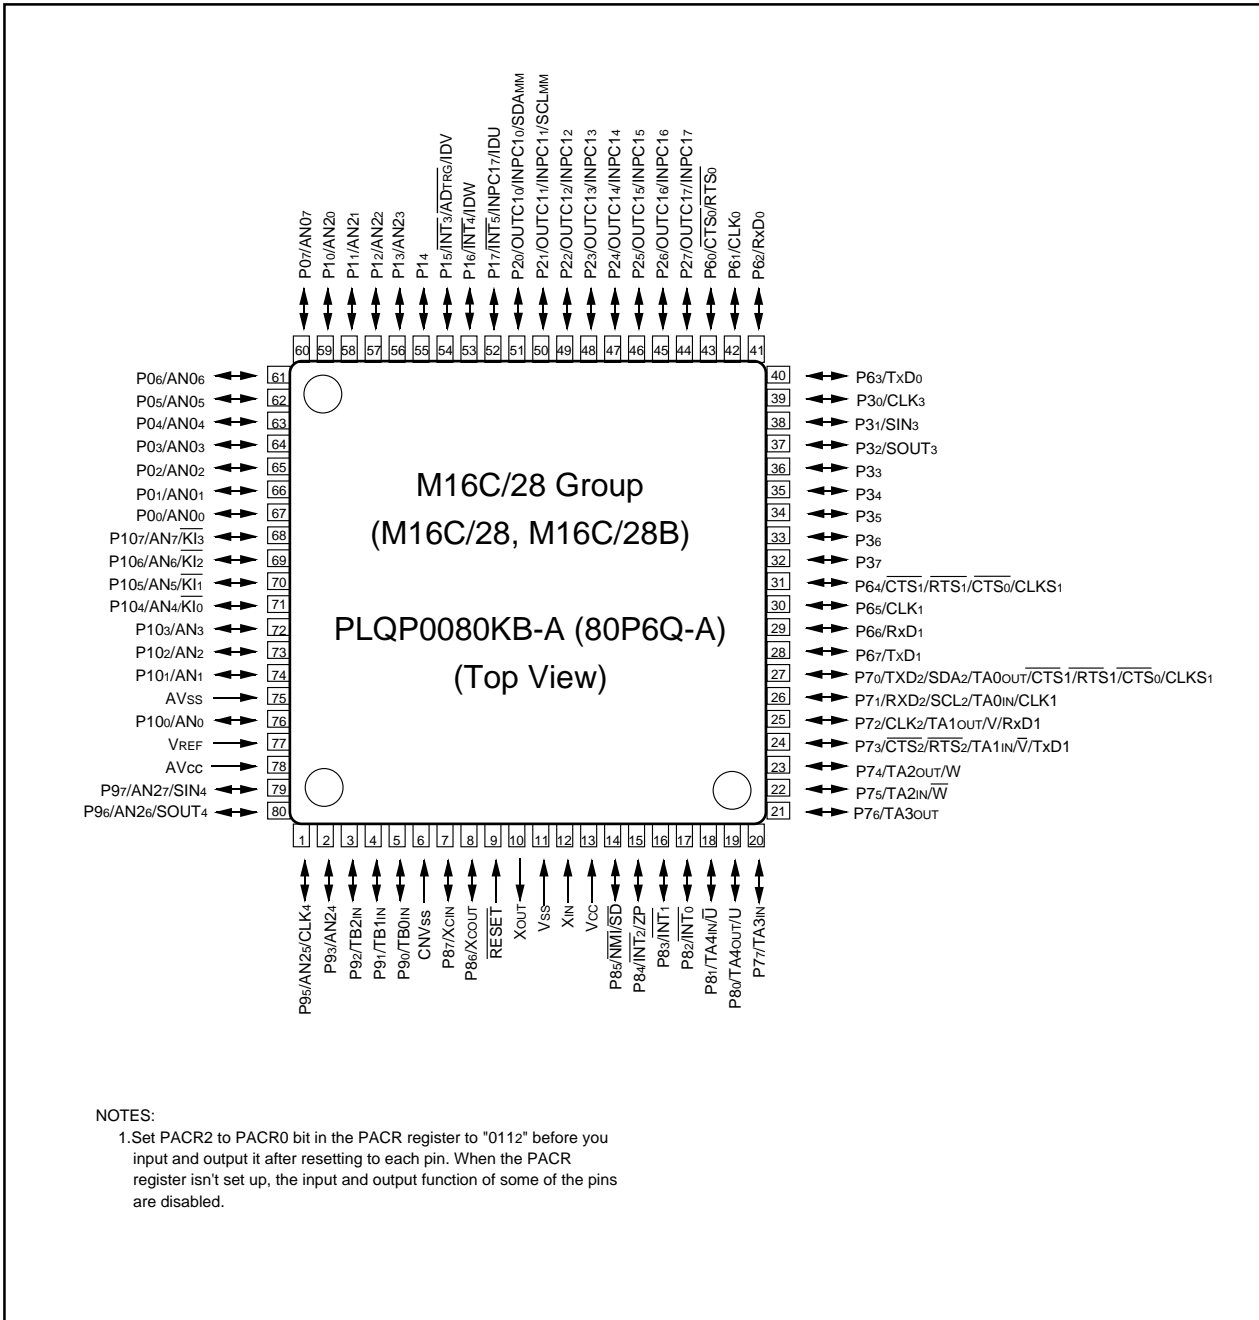 P07/AN07
P10/AN20
P11/AN21
P12/AN22
P13/AN23
P14
P15/INT3/ADTRG/IDV
P16/INT4/IDW
P17/INT5/INPC17/IDU
P20/OUTC10/INPC10/SDAMM
P21/OUTC11/INPC11/SCLMM
P22/OUTC12/INPC12
P23/OUTC13/INPC13
P24/OUTC14/INPC14
P25/OUTC15/INPC15
P26/OUTC16/INPC16
P27/OUTC17/INPC17
P60/CTS0/RTS0
P61/CLK0
P62/RxD0
60 59 58 57 56 55 54 53 52 51 50 49 48 47 46 45 44 43 42 41
P06/AN06 61
P05/AN05 62
P04/AN04 63
P03/AN03 64
P02/AN02 65
P01/AN01 66
P00/AN00 67
P107/AN7/KI3 68
P106/AN6/KI2 69
P105/AN5/KI1 70
P104/AN4/KI0 71
P103/AN3 72
P102/AN2 73
P101/AN1 74
AVSS 75
P100/AN0 76
VREF 77
AVCC 78
P97/AN27/SIN4 79
P96/AN26/SOUT4 80
M16C/28 Group
(M16C/28, M16C/28B)
PLQP0080KB-A (80P6Q-A)
(Top View)
40 P63/TxD0
39 P30/CLK3
38 P31/SIN3
37 P32/SOUT3
36 P33
35 P34
34 P35
33 P36
32 P37
31 P64/CTS1/RTS1/CTS0/CLKS1
30 P65/CLK1
29 P66/RxD1
28 P67/TxD1
27 P70/TXD2/SDA2/TA0OUT/CTS1/RTS1/CTS0/CLKS1
26 P71/RXD2/SCL2/TA0IN/CLK1
25 P72/CLK2/TA1OUT/V/RxD1
24 P73/CTS2/RTS2/TA1IN/V/TxD1
23 P74/TA2OUT/W
22 P75/TA2IN/W
21 P76/TA3OUT
1 2 3 4 5 6 7 8 9 10 11 12 13 14 15 16 17 18 19 20
P95/AN25/CLK4
P93/AN24
P92/TB2IN
P91/TB1IN
P90/TB0IN
CNVss
P87/XCIN
P86/XCOUT
RESET
XOUT
VSS
XIN
VCC
P85/NMI/SD
P84/INT2/ZP
P83/INT1
P82/INT0
P81/TA4IN/U
P80/TA4OUT/U
P77/TA3IN
NOTES:
1.Set PACR2 to PACR0 bit in the PACR register to "0112" before you
input and output it after resetting to each pin. When the PACR
register isn't set up, the input and output function of some of the pins
are disabled.